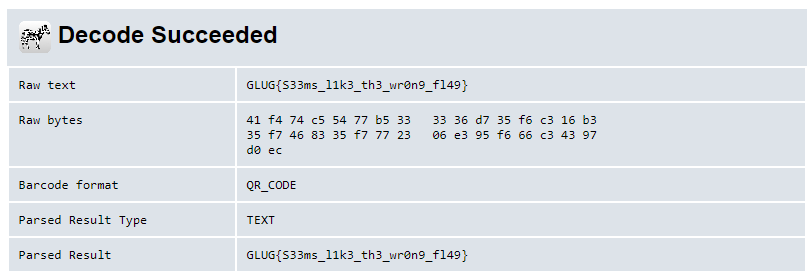 Decode Succeeded
Raw text GLUG{S33ms_l1k3_th3_wr0n9_fl49}
Raw bytes 41 f4 74 c5 54 77 b5 33 33 36 d7 35 f6 c3 16 b3
35 f7 46 83 35 f7 77 23 06 e3 95 f6 66 c3 43 97
d0 ec
Barcode format QR_CODE
Parsed Result Type TEXT
Parsed Result GLUG{S33ms_l1k3_th3_wr0n9_fl49}